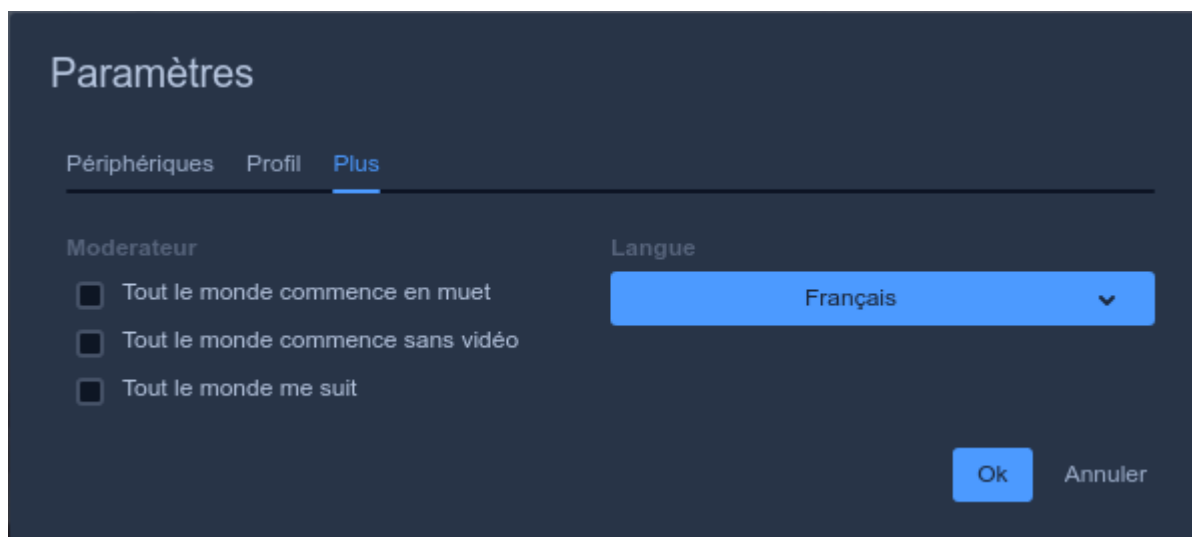 Paramètres
Périphériques Profil Plus
Moderateur
Tout le monde commence en muet
Tout le monde commence sans vidéo
Tout le monde me suit
Langue
Français
Ok Annuler